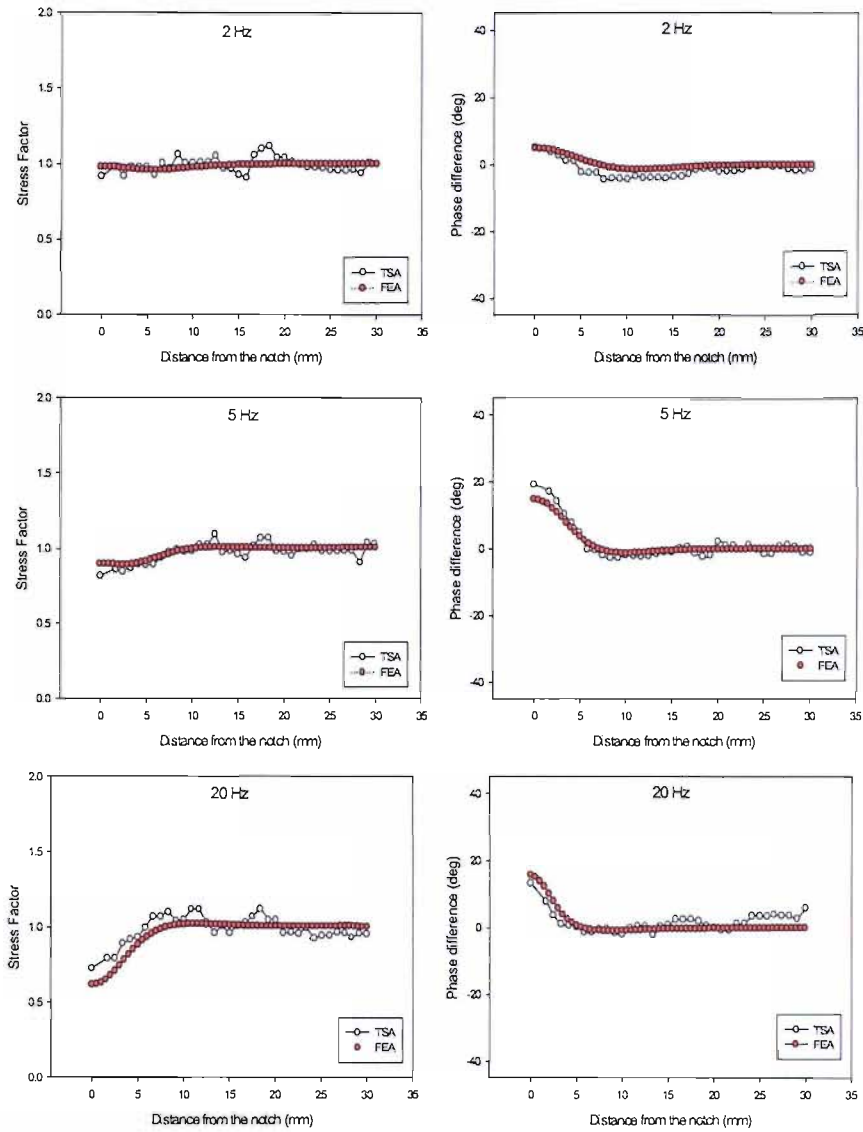 2 Hz
Stress Factor
2.0
1.5
1.0
0.5
0.0
TSA
FEA
0 5 10 15 20 25 30 35
Distance from the notch (mm)
2 Hz
Phase difference (deg)
40
20
0
-20
-40
TSA
FEA
0 5 10 15 20 25 30 35
Distance from the notch (mm)
5 Hz
Stress Factor
2.0
1.5
1.0
0.5
0.0
TSA
FEA
0 5 10 15 20 25 30 35
Distance from the notch (mm)
5 Hz
Phase difference (deg)
40
20
0
-20
-40
TSA
FEA
0 5 10 15 20 25 30 35
Distance from the notch (mm)
20 Hz
Stress Factor
2.0
1.5
1.0
0.5
0.0
TSA
FEA
0 5 10 15 20 25 30 35
Distance from the notch (mm)
20 Hz
Phase difference (deg)
40
20
0
-20
-40
TSA
FEA
0 5 10 15 20 25 30 35
Distance from the notch (mm)